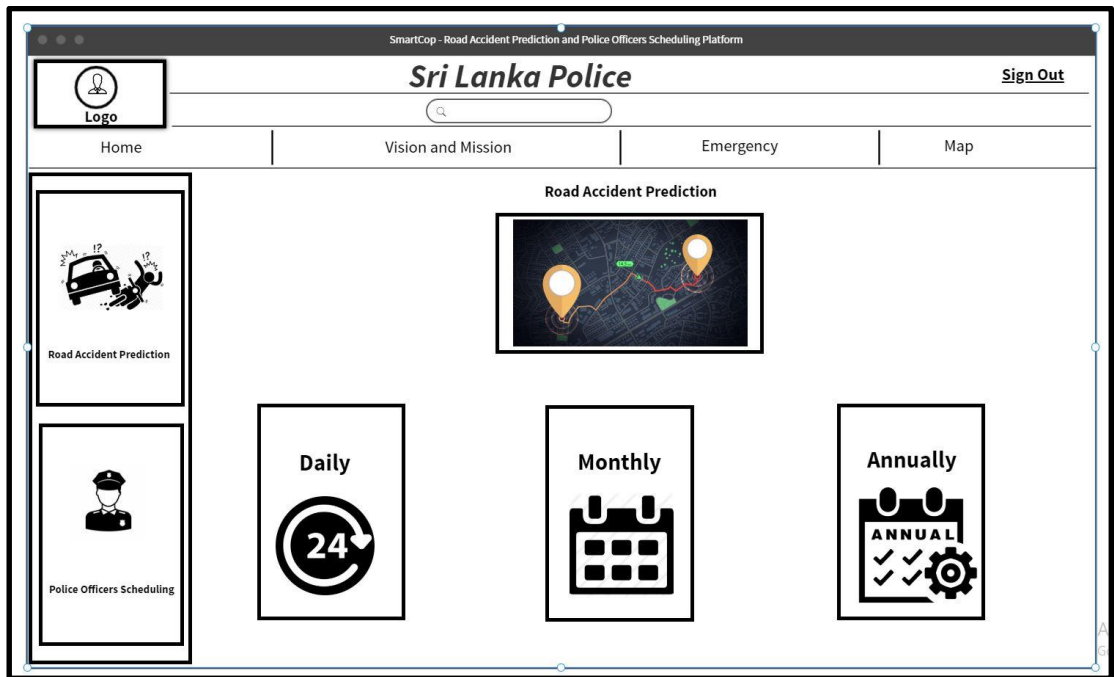 SmartCop - Road Accident Prediction and Police Officers Scheduling Platform
Logo
Sri Lanka Police
Sign Out
Home
Vision and Mission
Emergency
Map
Road Accident Prediction
!?
!?
Road Accident Prediction
Police Officers Scheduling
Daily
24
Monthly
Annually
ANNUAL